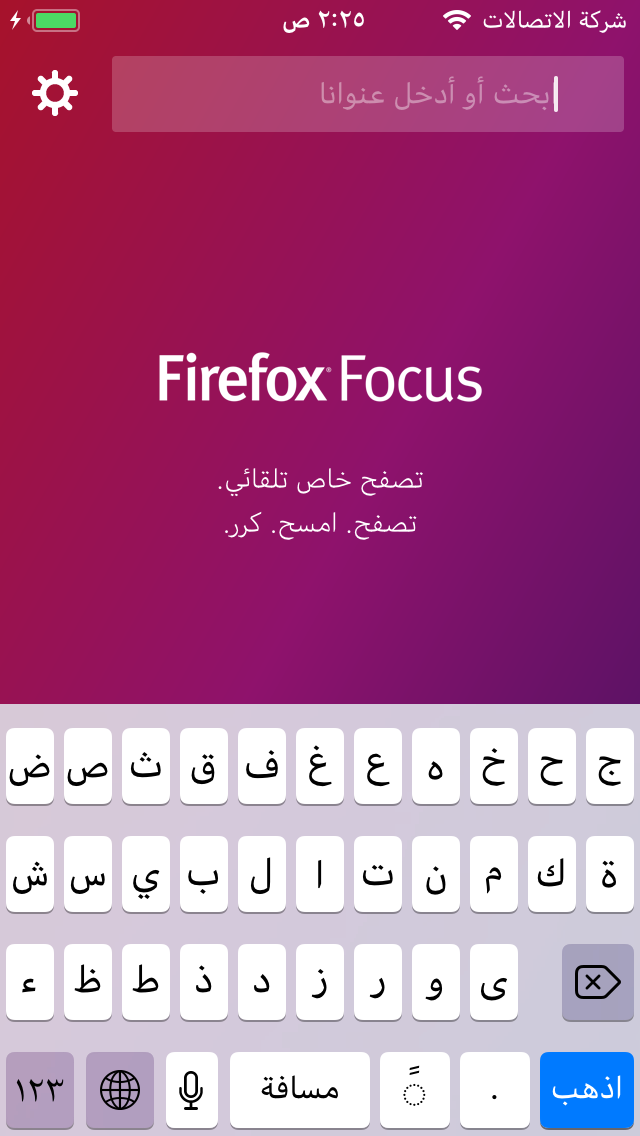 شركة الاتصالات ٢:٢٥ ص
ابحث أو أدخل عنوانا
Firefox® Focus
تصفح خاص تلقائي.
تصفح. امسح. كرر.
ج ح خ ه ع غ ف ق ث ص ض
ة ك م ن ت ا ل ب ي س ش
ى و ر ز د ذ ط ظ ء
اذهب . ً مسافة ١٢٣